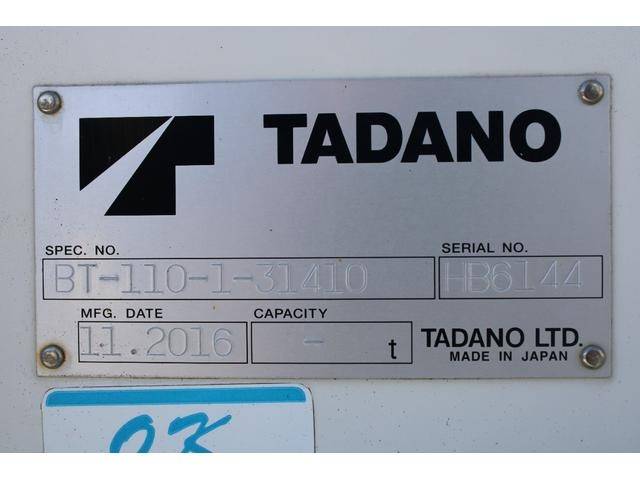 TADANO
SPEC. NO.
SERIAL NO.
BT-110-1-31410
HB6144
MFG. DATE
CAPACITY
11.2016
- t
TADANO LTD.
MADE IN JAPAN